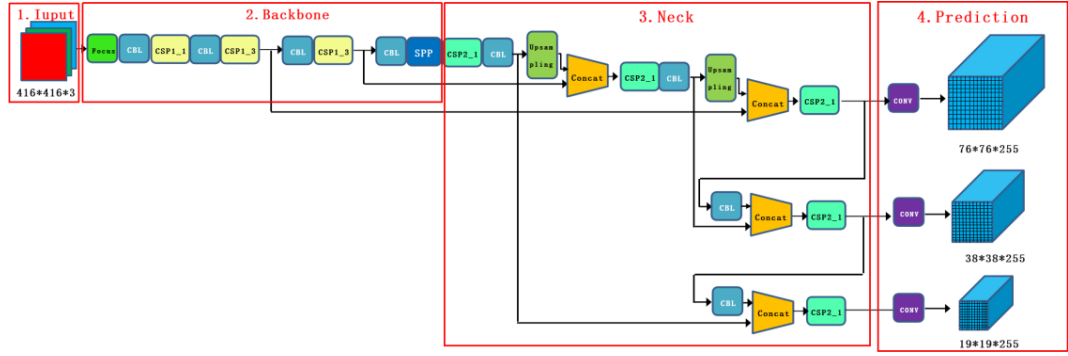 1.Iuput
2.Backbone
3.Neck
4.Prediction
Focus CBL CSP1_1 CBL CSP1_3 CBL CSP1_3 CBL SPP CSP2_1 CBL
Upsam
pling
Concat
CSP2_1 CBL
Upsam
pling
Concat
CSP2_1
CONV
416*416*3
76*76*255
CBL
Concat
CSP2_1
CONV
38*38*255
CBL
Concat
CSP2_1
CONV
19*19*255